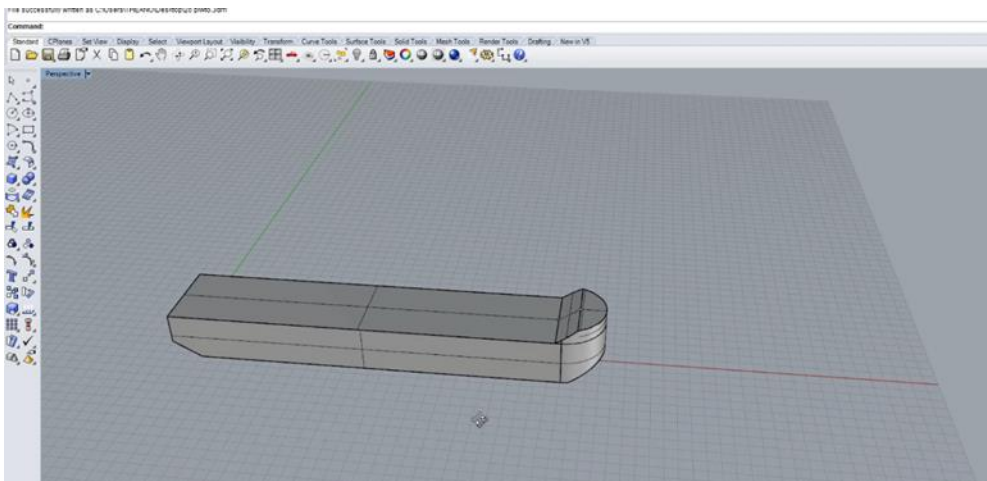 Command:
Standard CPlanes Set View Display Select Viewport Layout Visibility Transform Curve Tools Surface Tools Solid Tools Mesh Tools Render Tools Drafting New in V5
Perspective